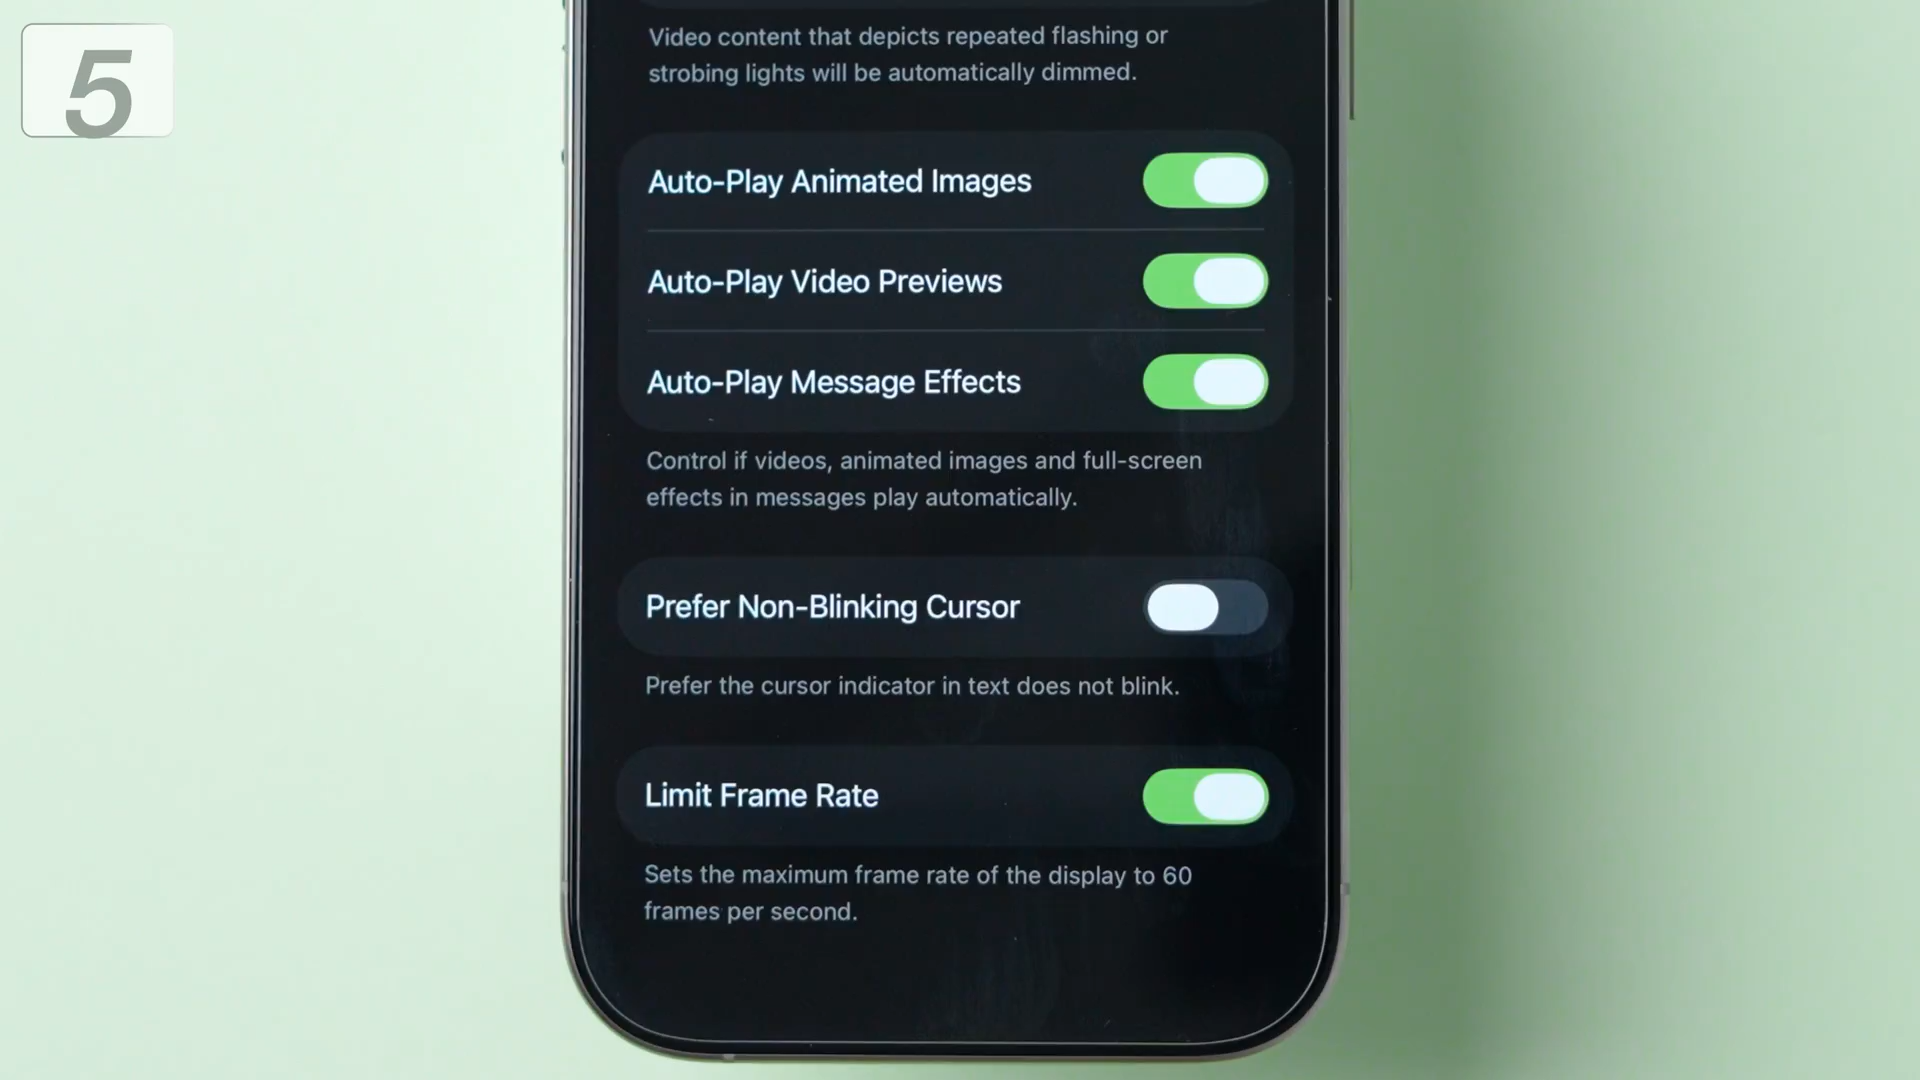 5
Video content that depicts repeated flashing or
strobing lights will be automatically dimmed.
Auto-Play Animated Images
Auto-Play Video Previews
Auto-Play Message Effects
Control if videos, animated images and full-screen
effects in messages play automatically.
Prefer Non-Blinking Cursor
Prefer the cursor indicator in text does not blink.
Limit Frame Rate
Sets the maximum frame rate of the display to 60
frames per second.